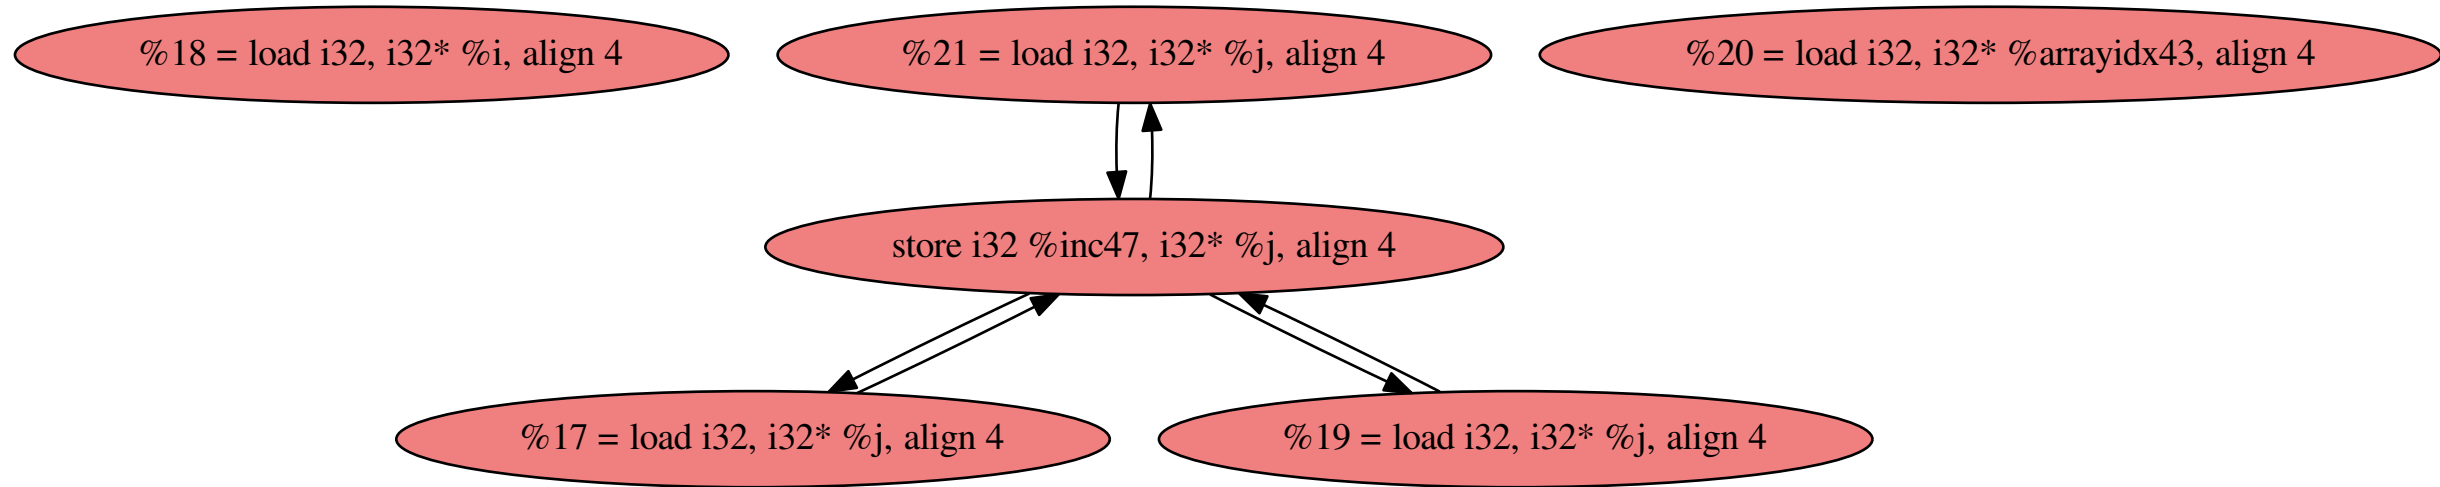 %18 = load i32, i32* %i, align 4
%21 = load i32, i32* %j, align 4
%20 = load i32, i32* %arrayidx43, align 4
store i32 %inc47, i32* %j, align 4
%17 = load i32, i32* %j, align 4
%19 = load i32, i32* %j, align 4